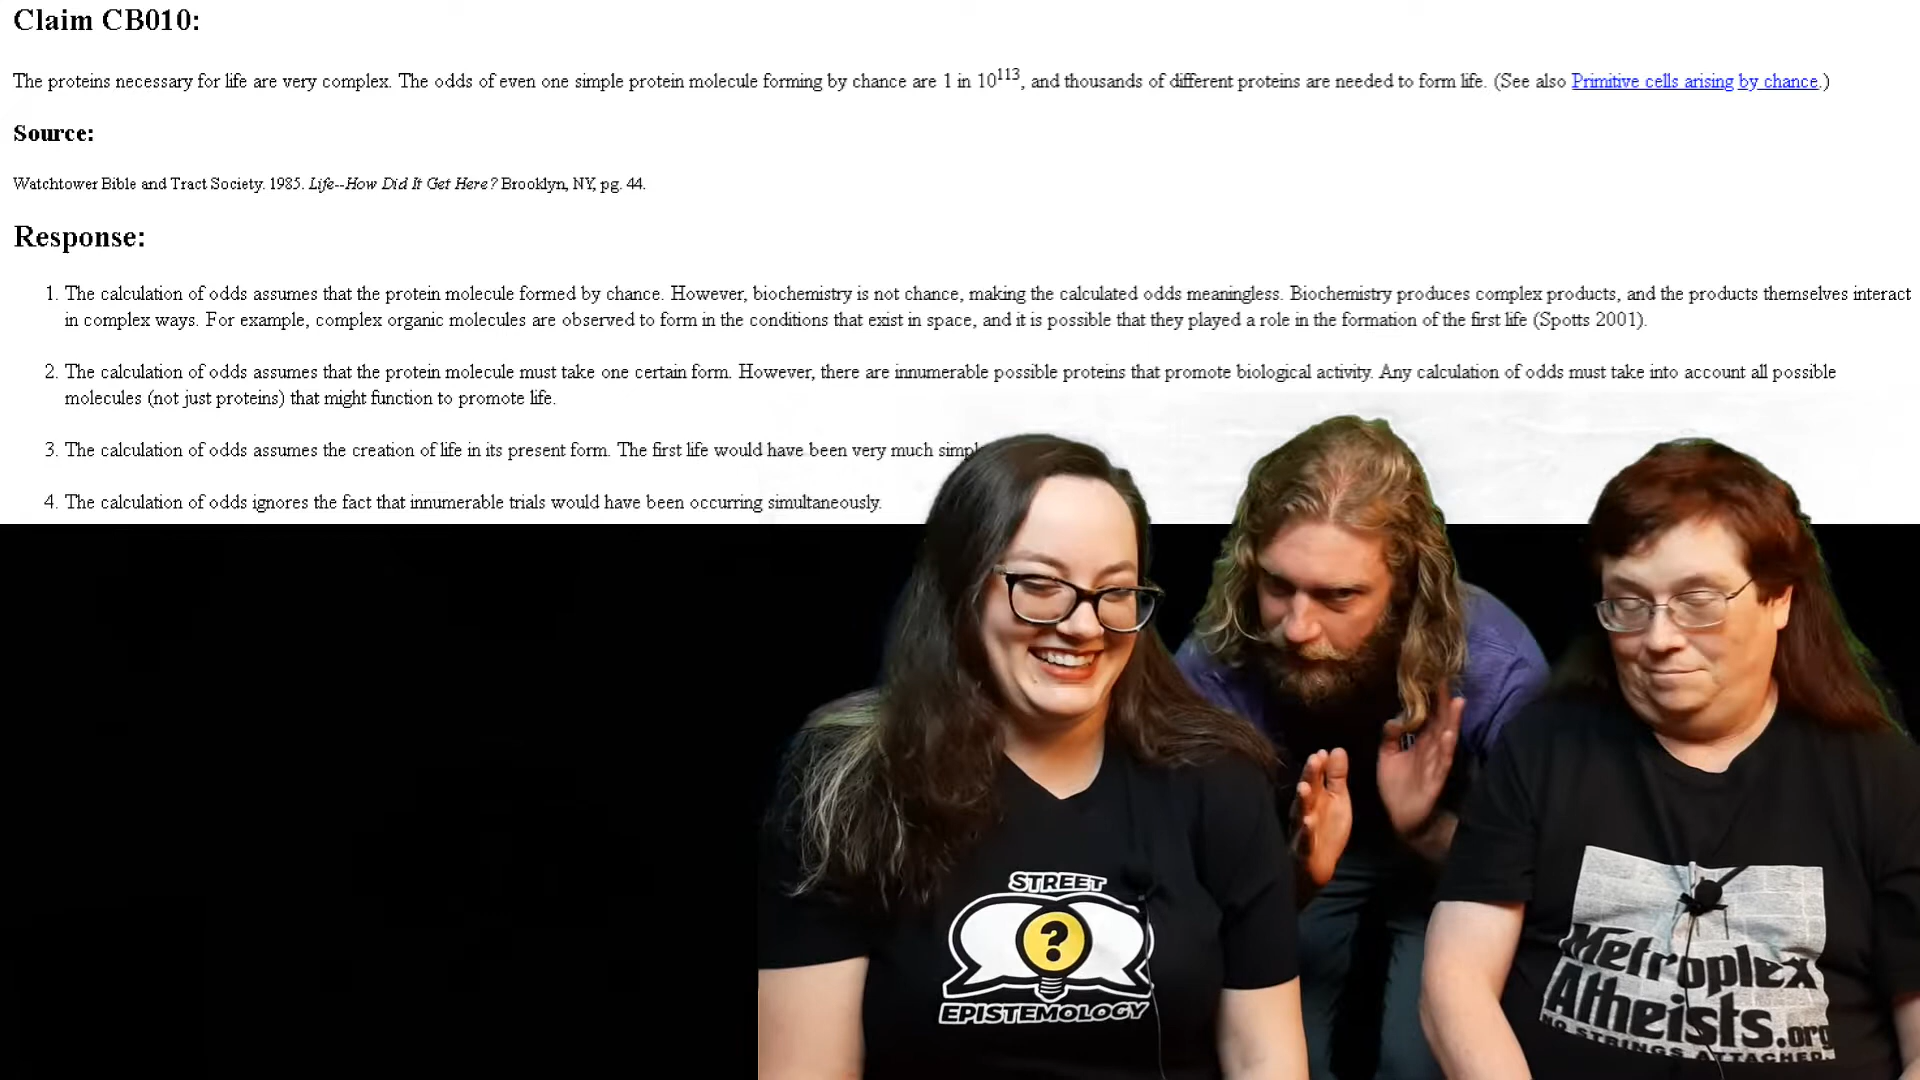 Claim CB010:
The proteins necessary for life are very complex. The odds of even one simple protein molecule forming by chance are 1 in 10^113, and thousands of different proteins are needed to form life. (See also Primitive cells arising by chance.)
Source:
Watchtower Bible and Tract Society. 1985. Life--How Did It Get Here? Brooklyn, NY, pg. 44.
Response:
1. The calculation of odds assumes that the protein molecule formed by chance. However, biochemistry is not chance, making the calculated odds meaningless. Biochemistry produces complex products, and the products themselves interact
in complex ways. For example, complex organic molecules are observed to form in the conditions that exist in space, and it is possible that they played a role in the formation of the first life (Spotts 2001).
2. The calculation of odds assumes that the protein molecule must take one certain form. However, there are innumerable possible proteins that promote biological activity. Any calculation of odds must take into account all possible
molecules (not just proteins) that might function to promote life.
3. The calculation of odds assumes the creation of life in its present form. The first life would have been very much
4. The calculation of odds ignores the fact that innumerable trials would have been occurring simultaneously.
STREET
?
EPISTEMOLOGY
Metroplex
Atheists.org
NO STRINGS ATTACHED